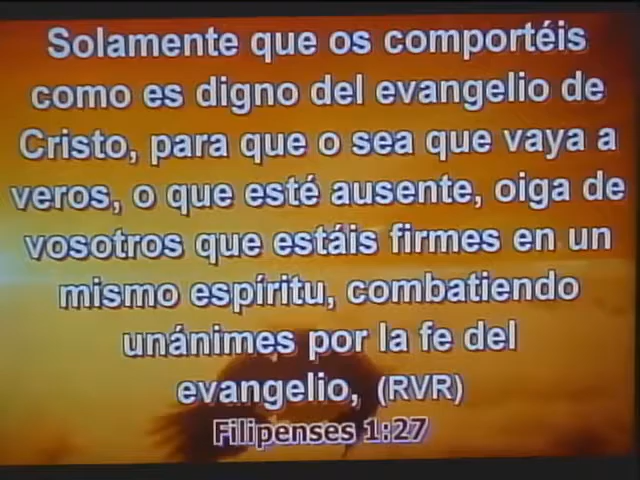 Solamente que os comportéis
como es digno del evangelio de
Cristo, para que o sea que vaya a
veros, o que esté ausente, oiga de
vosotros que estáis firmes en un
mismo espíritu, combatiendo
unánimes por la fe del
evangelio, (RVR)
Filipenses 1:27